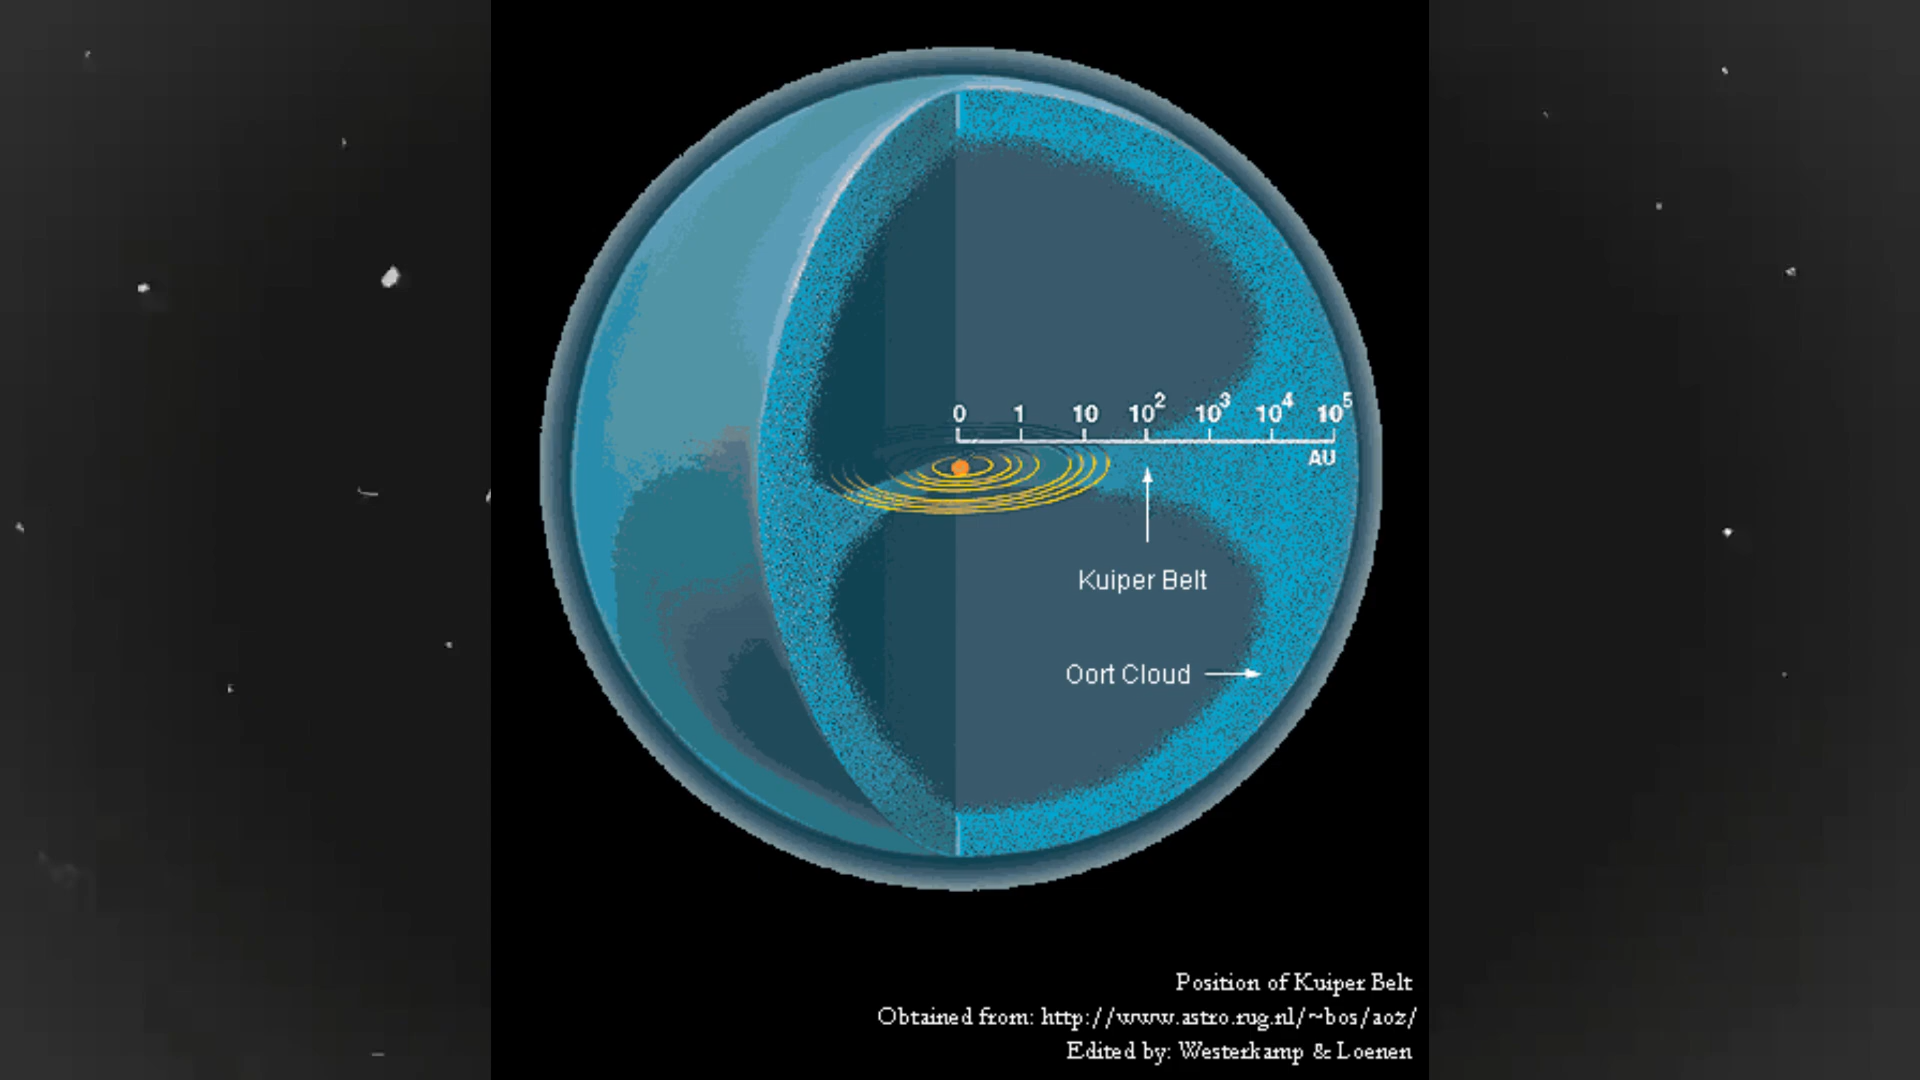 0 1 10 10² 10³ 10⁴ 10⁵
AU
Kuiper Belt
Oort Cloud
Position of Kuiper Belt
Obtained from: http://www.astro.rug.nl/~bos/aoz/
Edited by: Westerkamp & Loenen